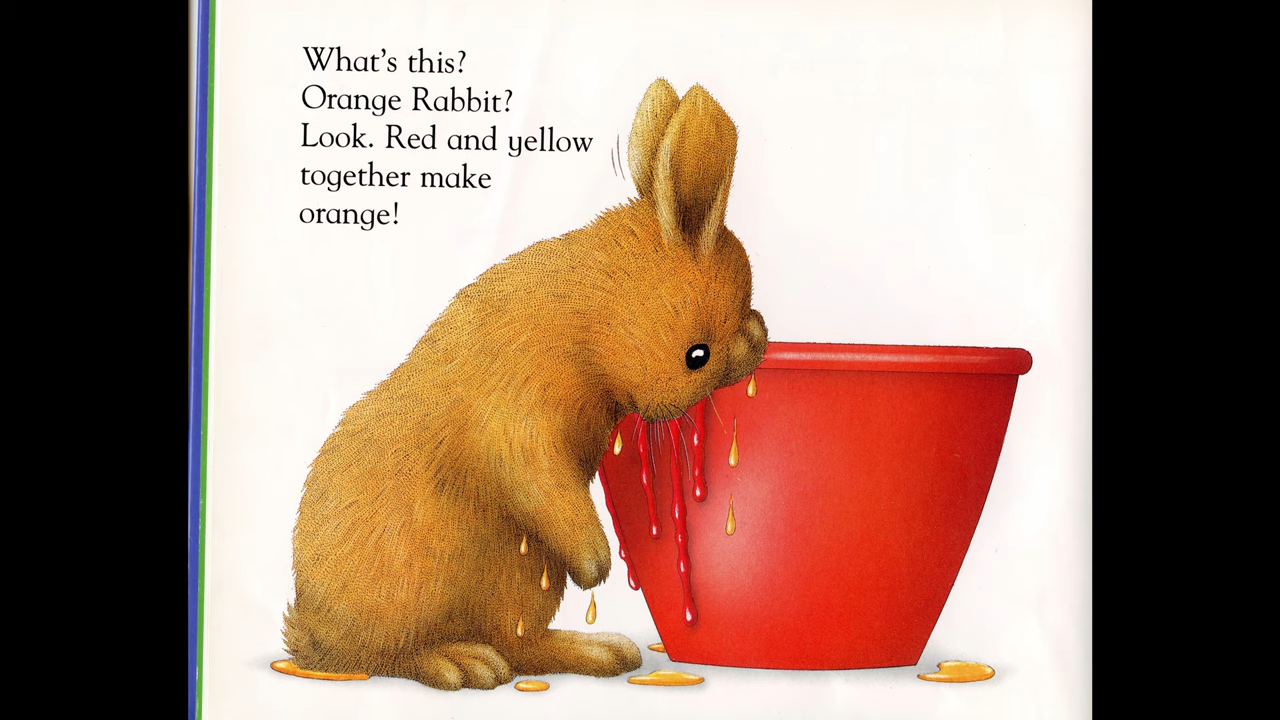 What's this?
Orange Rabbit?
Look. Red and yellow
together make
orange!